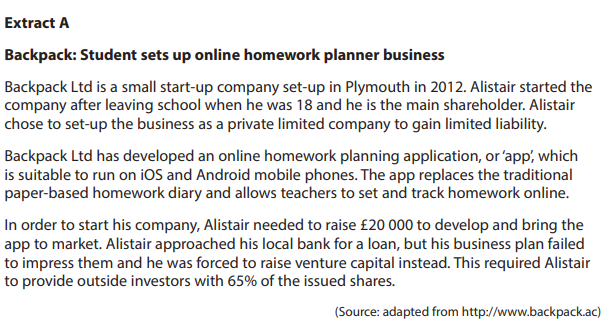 Extract A
Backpack: Student sets up online homework planner business
Backpack Ltd is a small start-up company set-up in Plymouth in 2012. Alistair started the
company after leaving school when he was 18 and he is the main shareholder. Alistair
chose to set-up the business as a private limited company to gain limited liability.
Backpack Ltd has developed an online homework planning application, or ‘app’, which
is suitable to run on iOS and Android mobile phones. The app replaces the traditional
paper-based homework diary and allows teachers to set and track homework online.
In order to start his company, Alistair needed to raise £20 000 to develop and bring the
app to market. Alistair approached his local bank for a loan, but his business plan failed
to impress them and he was forced to raise venture capital instead. This required Alistair
to provide outside investors with 65% of the issued shares.
(Source: adapted from http://www.backpack.ac)